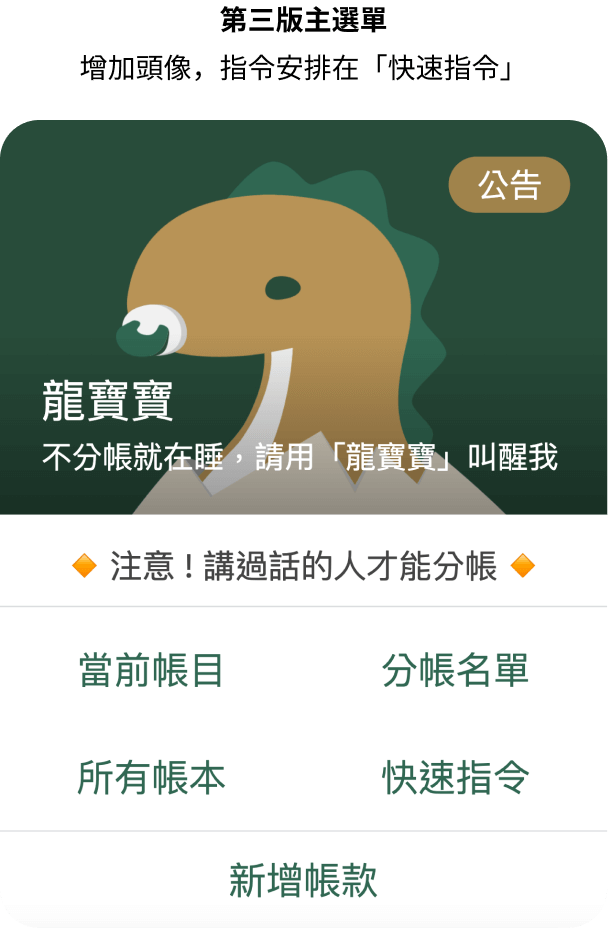 第三版主選單
增加頭像，指令安排在「快速指令」
公告
龍寶寶
不分帳就在睡，請用「龍寶寶」叫醒我
🔸 注意 ! 講過話的人才能分帳 🔸
當前帳目
分帳名單
所有帳本
快速指令
新增帳款